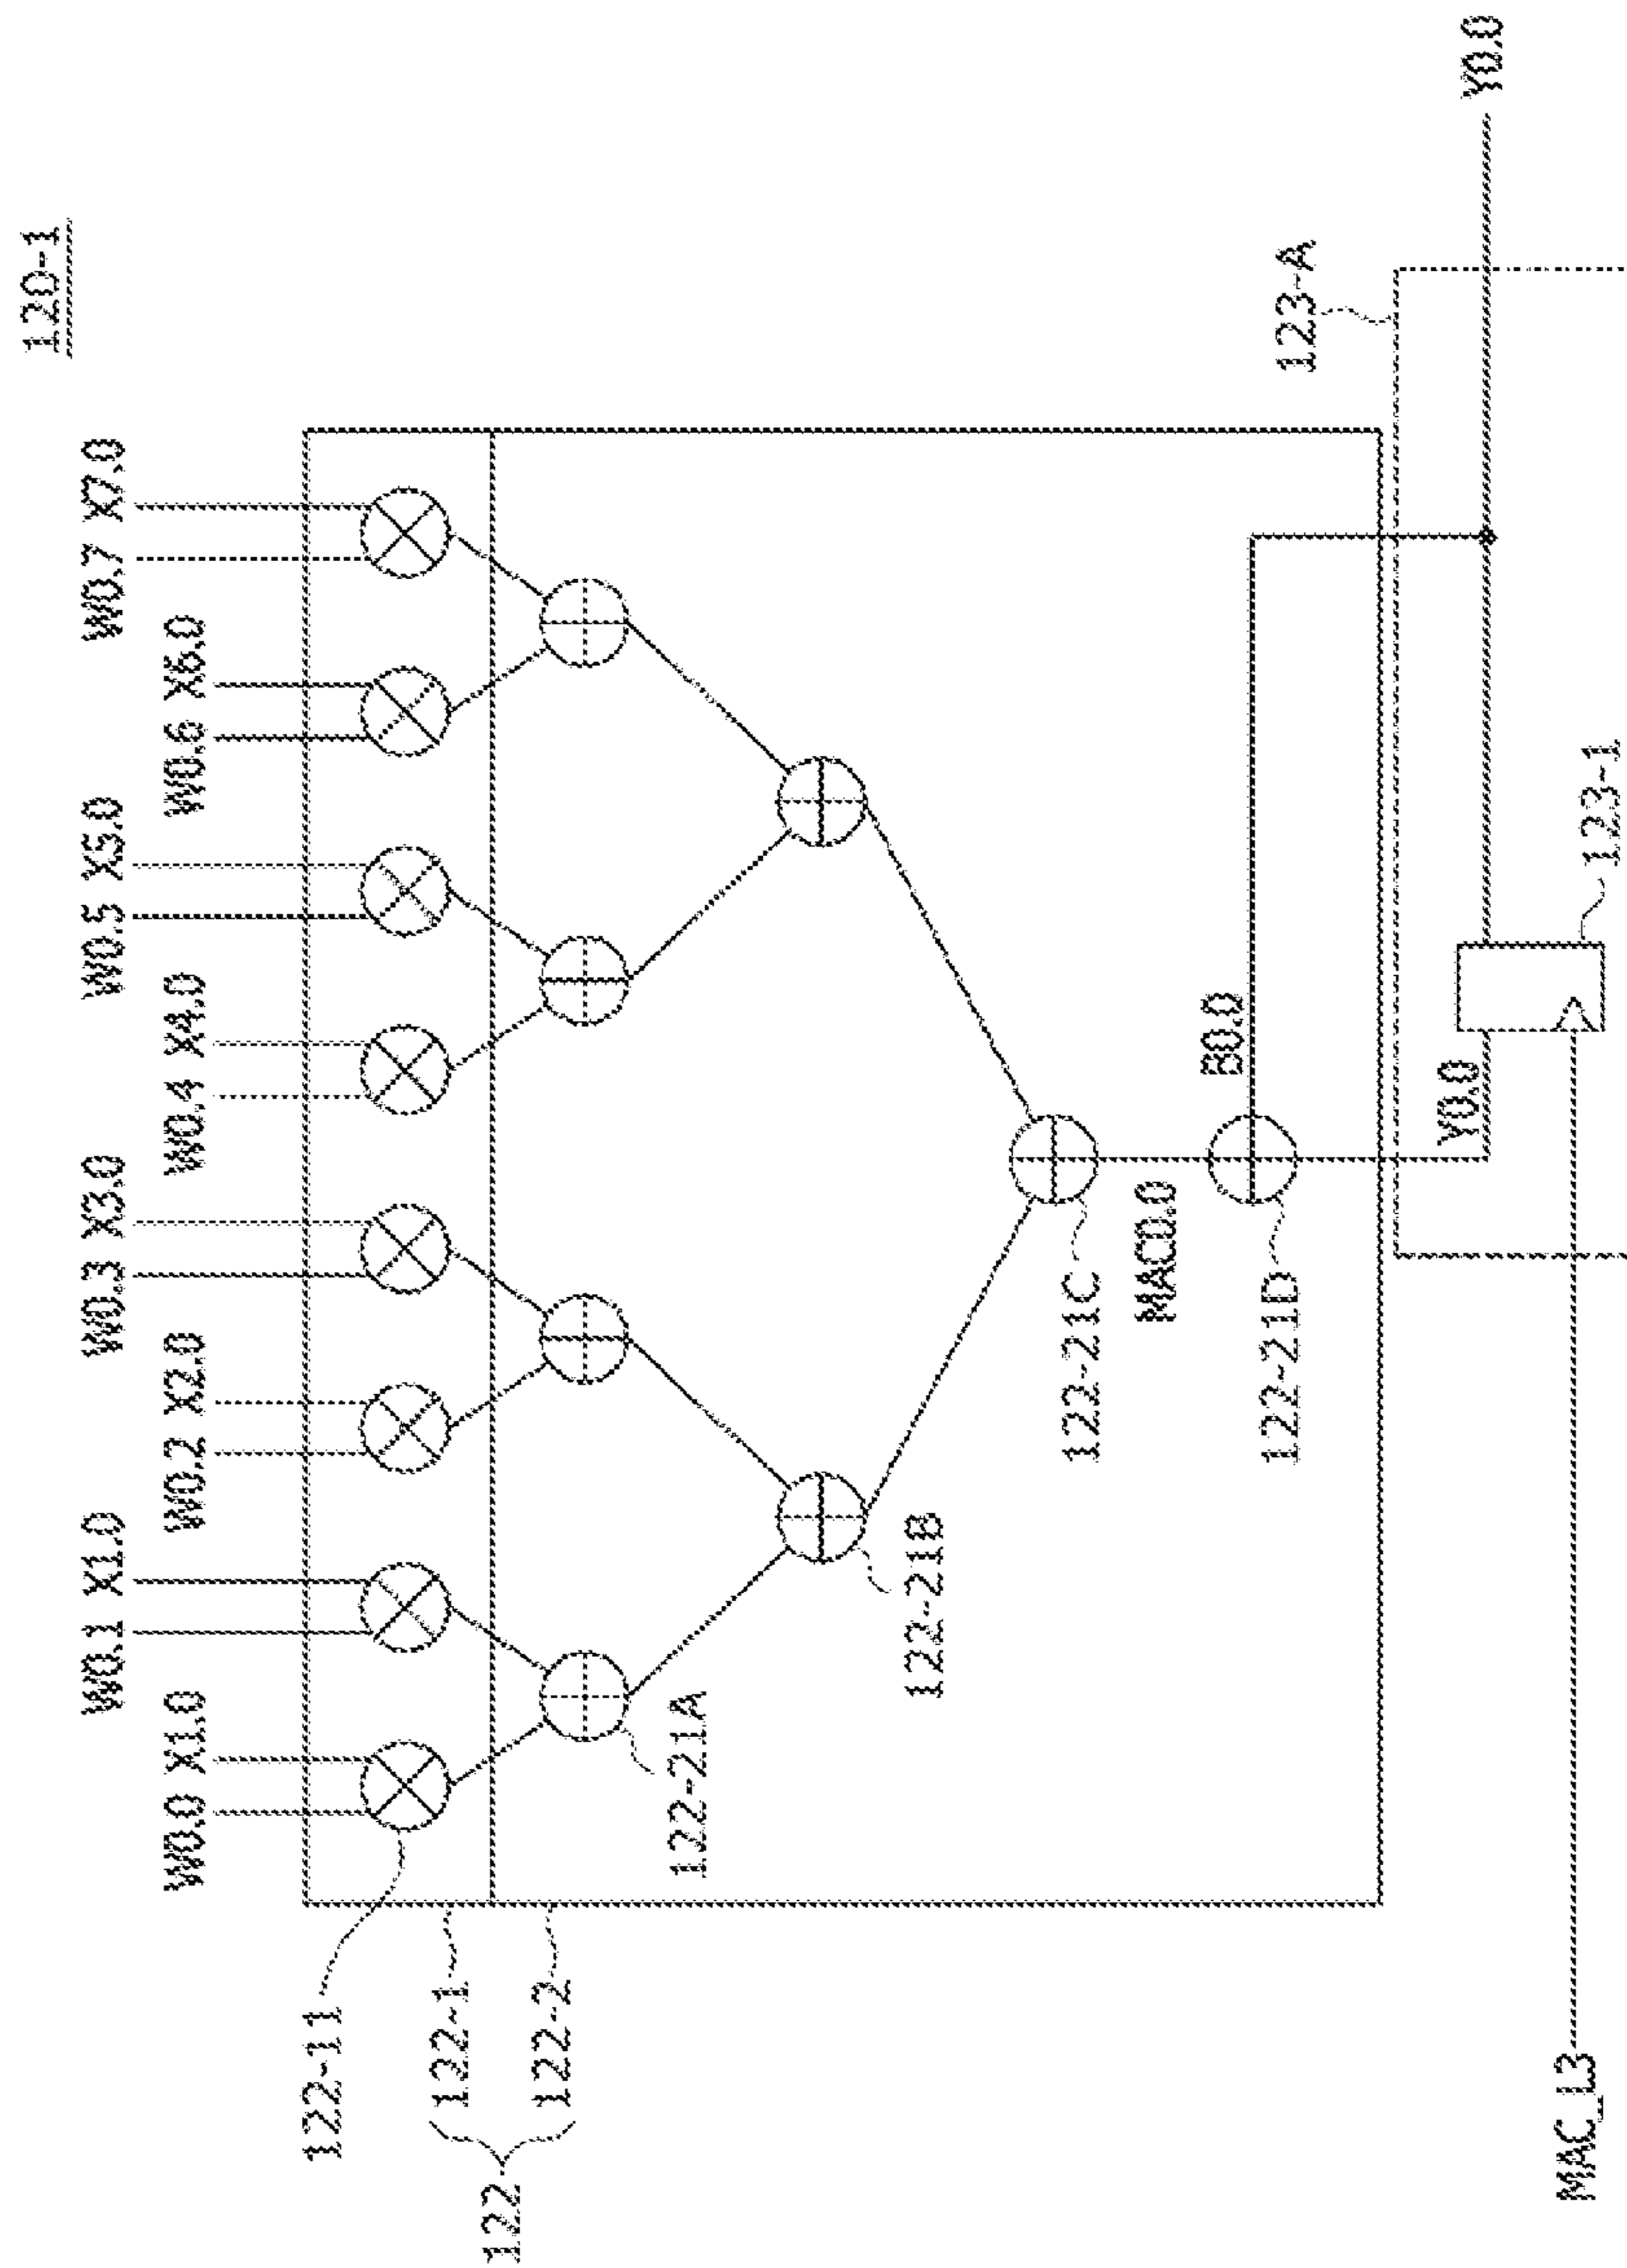 120-1
W0.1 X1.0 W0.3 X3.0 W0.5 X5.0 W0.7 X7.0
W0.0 X1.0 W0.2 X2.0 W0.4 X4.0 W0.6 X6.0
122-11
122-1
122
122-2
122-21A
122-21B
122-21C
MAC0.0
B0.0
122-21D
123-A
Y0.0
Y0.0
MAC_L3
123-1